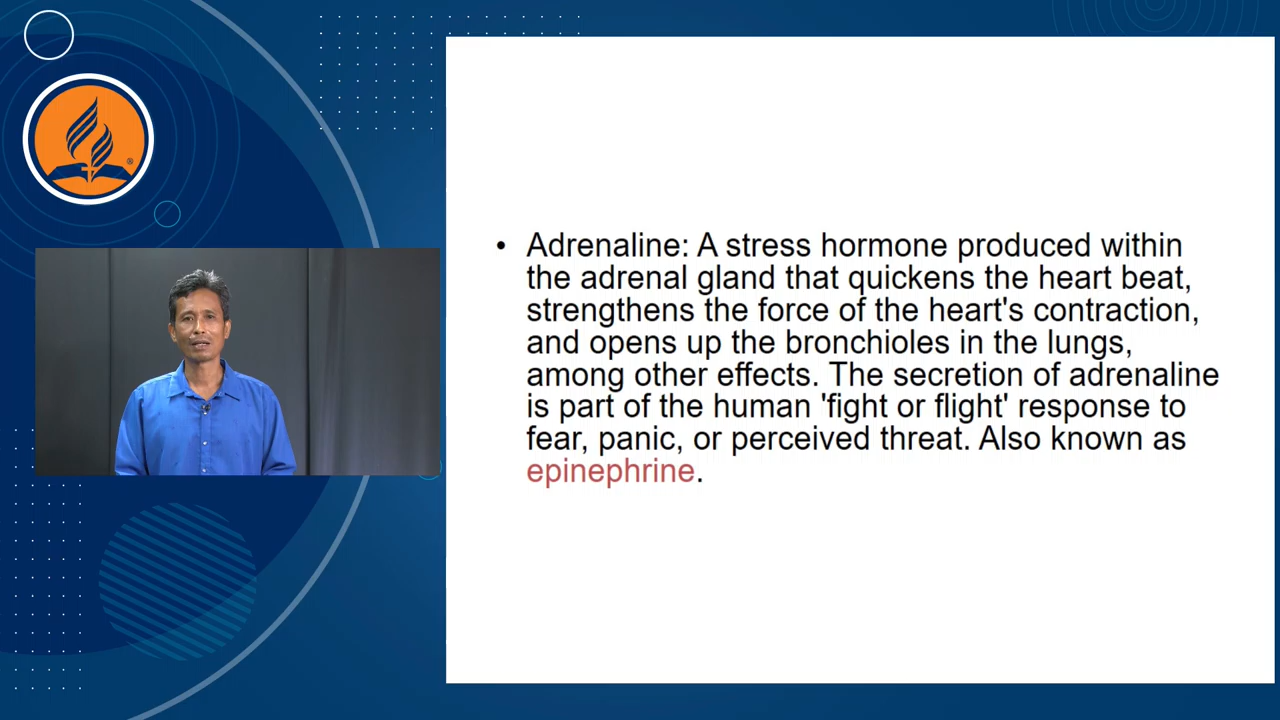 • Adrenaline: A stress hormone produced within
the adrenal gland that quickens the heart beat,
strengthens the force of the heart's contraction,
and opens up the bronchioles in the lungs,
among other effects. The secretion of adrenaline
is part of the human 'fight or flight' response to
fear, panic, or perceived threat. Also known as
epinephrine.
®